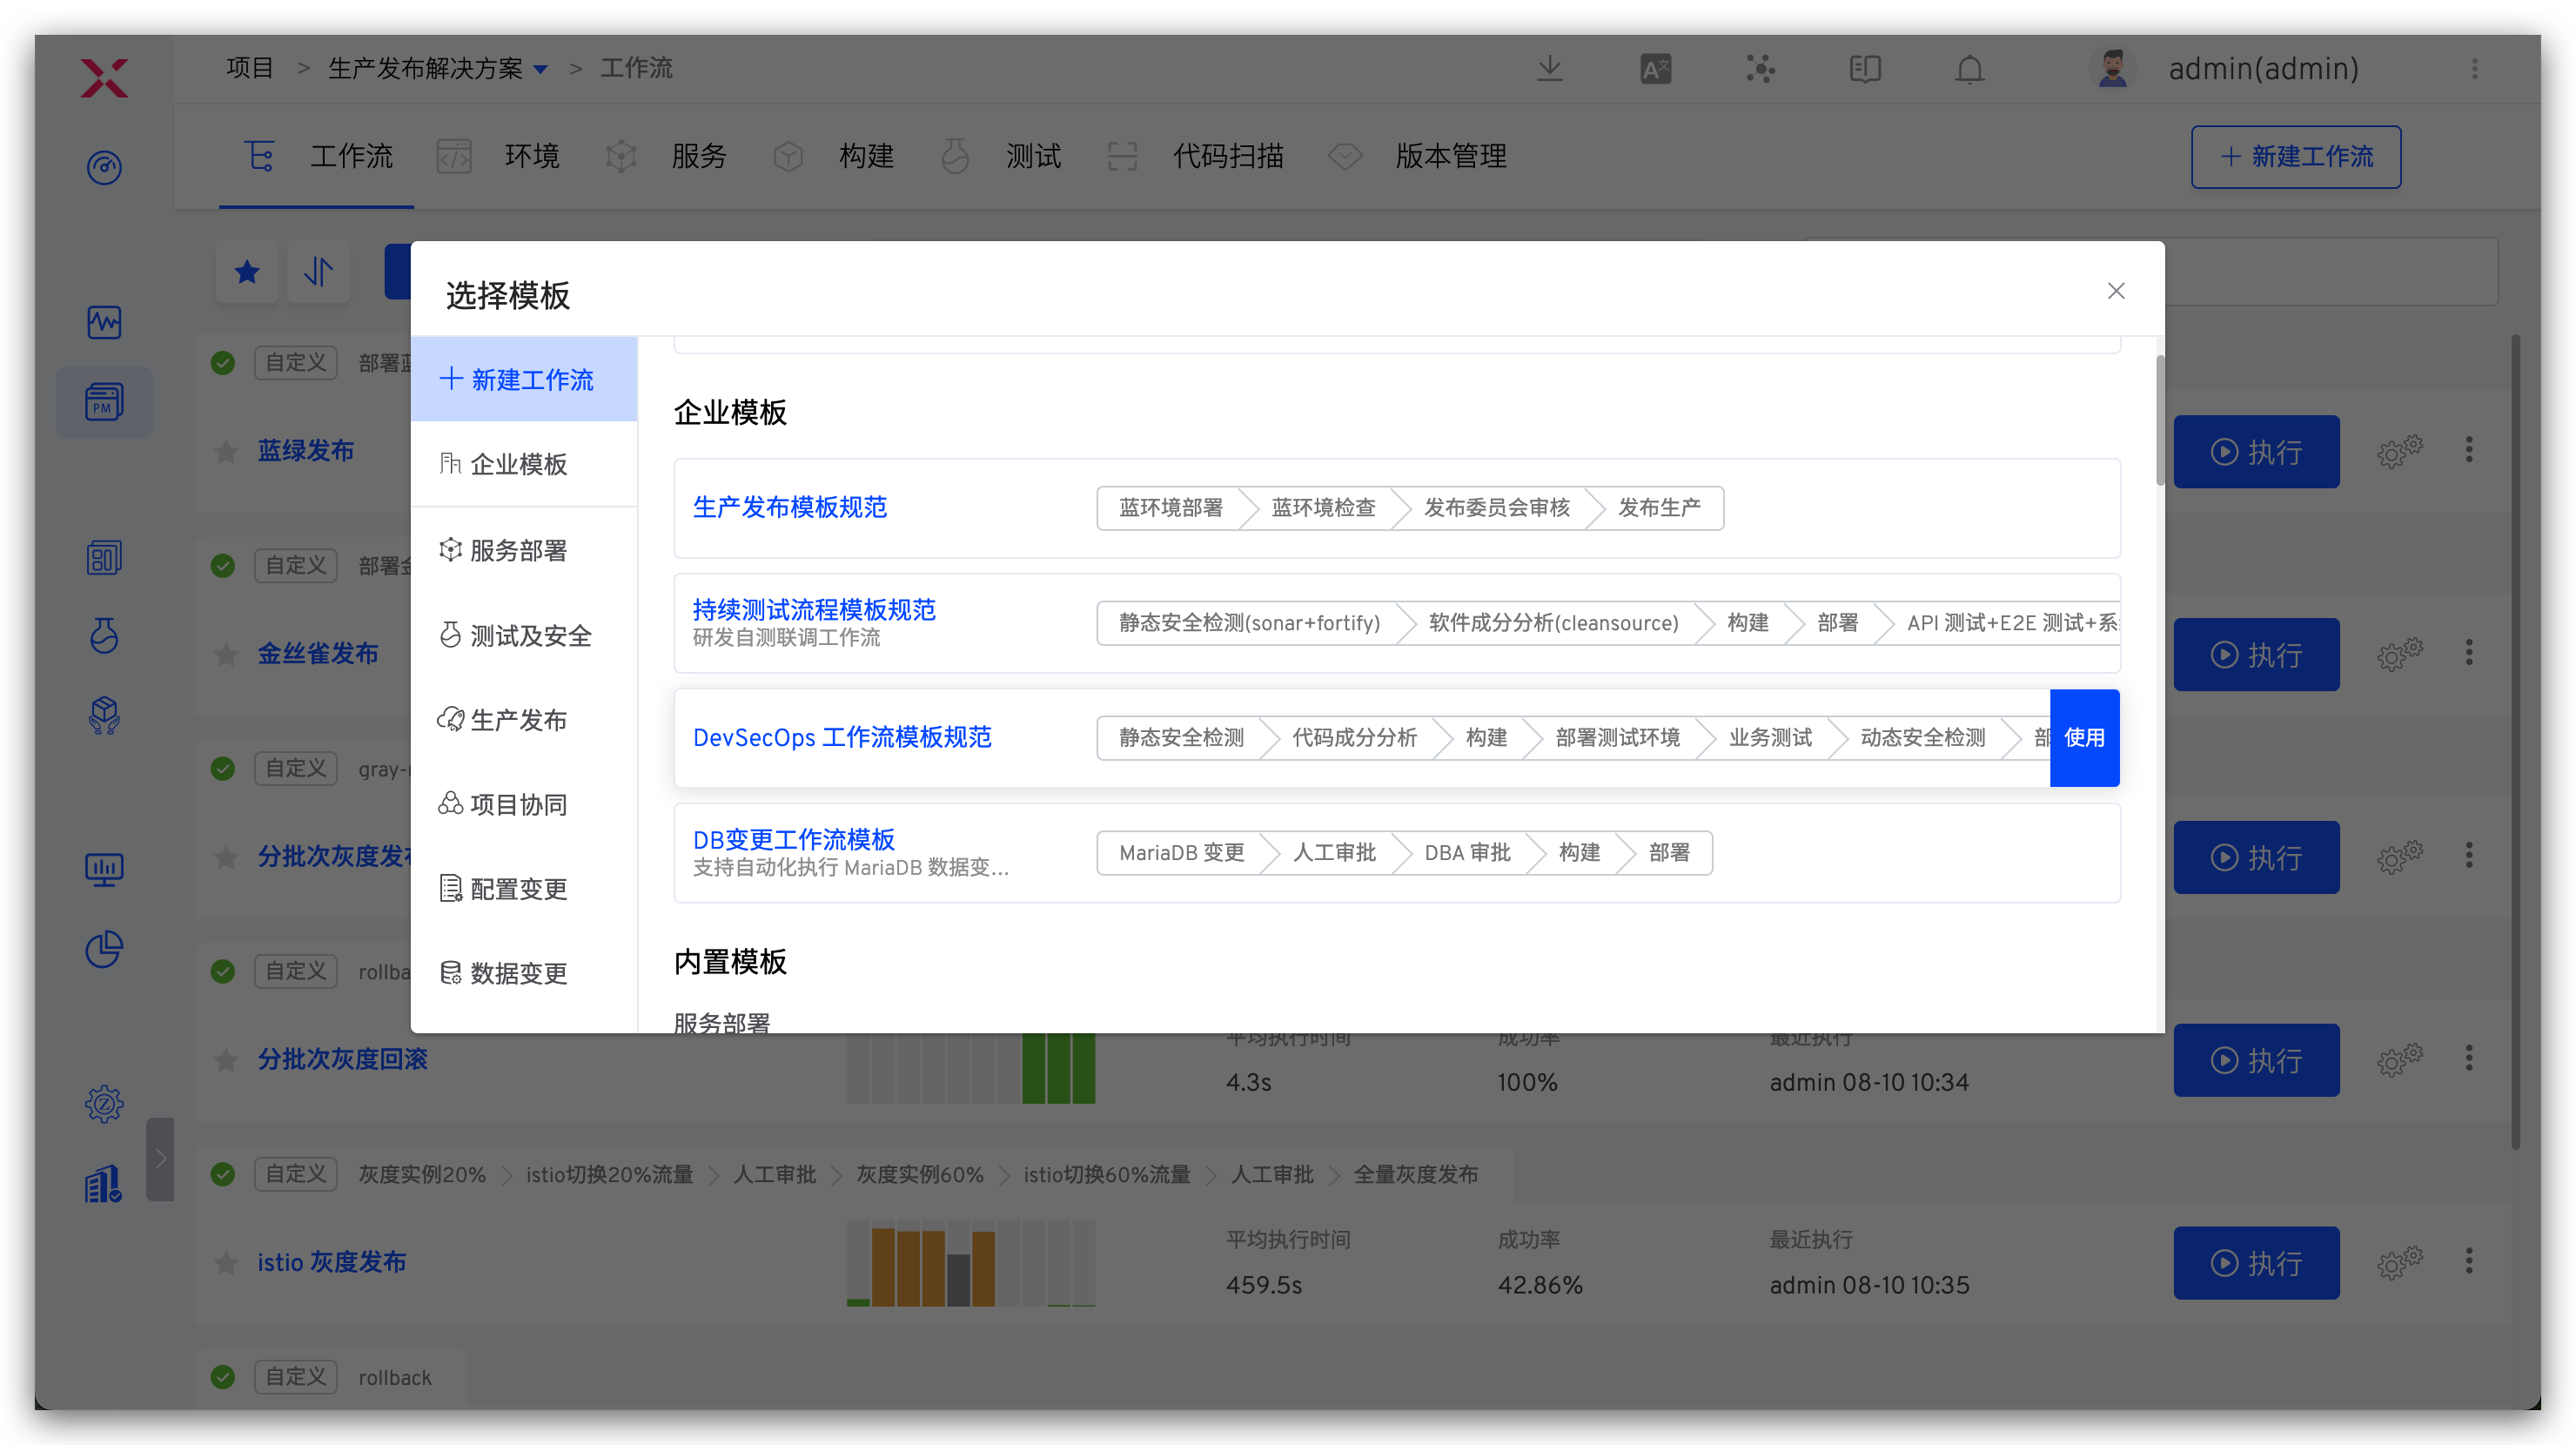 项目 > 生产发布解决方案 > 工作流
admin(admin)
工作流 环境 服务 构建 测试 代码扫描 版本管理
+ 新建工作流
选择模板
+ 新建工作流
企业模板
服务部署
测试及安全
生产发布
项目协同
配置变更
数据变更
企业模板
生产发布模板规范
蓝环境部署 蓝环境检查 发布委员会审核 发布生产
持续测试流程模板规范
研发自测联调工作流
静态安全检测(sonar+fortify) 软件成分分析(cleansource) 构建 部署 API 测试+E2E 测试+系
DevSecOps 工作流模板规范
静态安全检测 代码成分分析 构建 部署测试环境 业务测试 动态安全检测 部
使用
DB变更工作流模板
支持自动化执行 MariaDB 数据变...
MariaDB 变更 人工审批 DBA 审批 构建 部署
内置模板
服务部署
PM
自定义 部署
蓝绿发布
执行
自定义 部署
金丝雀发布
执行
自定义 gray-
分批次灰度发
执行
自定义 rollba
分批次灰度回滚
平均执行时间 成功率 最近执行
4.3s 100% admin 08-10 10:34
执行
自定义 灰度实例20% istio切换20%流量 人工审批 灰度实例60% istio切换60%流量 人工审批 全量灰度发布
istio 灰度发布
平均执行时间 成功率 最近执行
459.5s 42.86% admin 08-10 10:35
执行
自定义 rollback